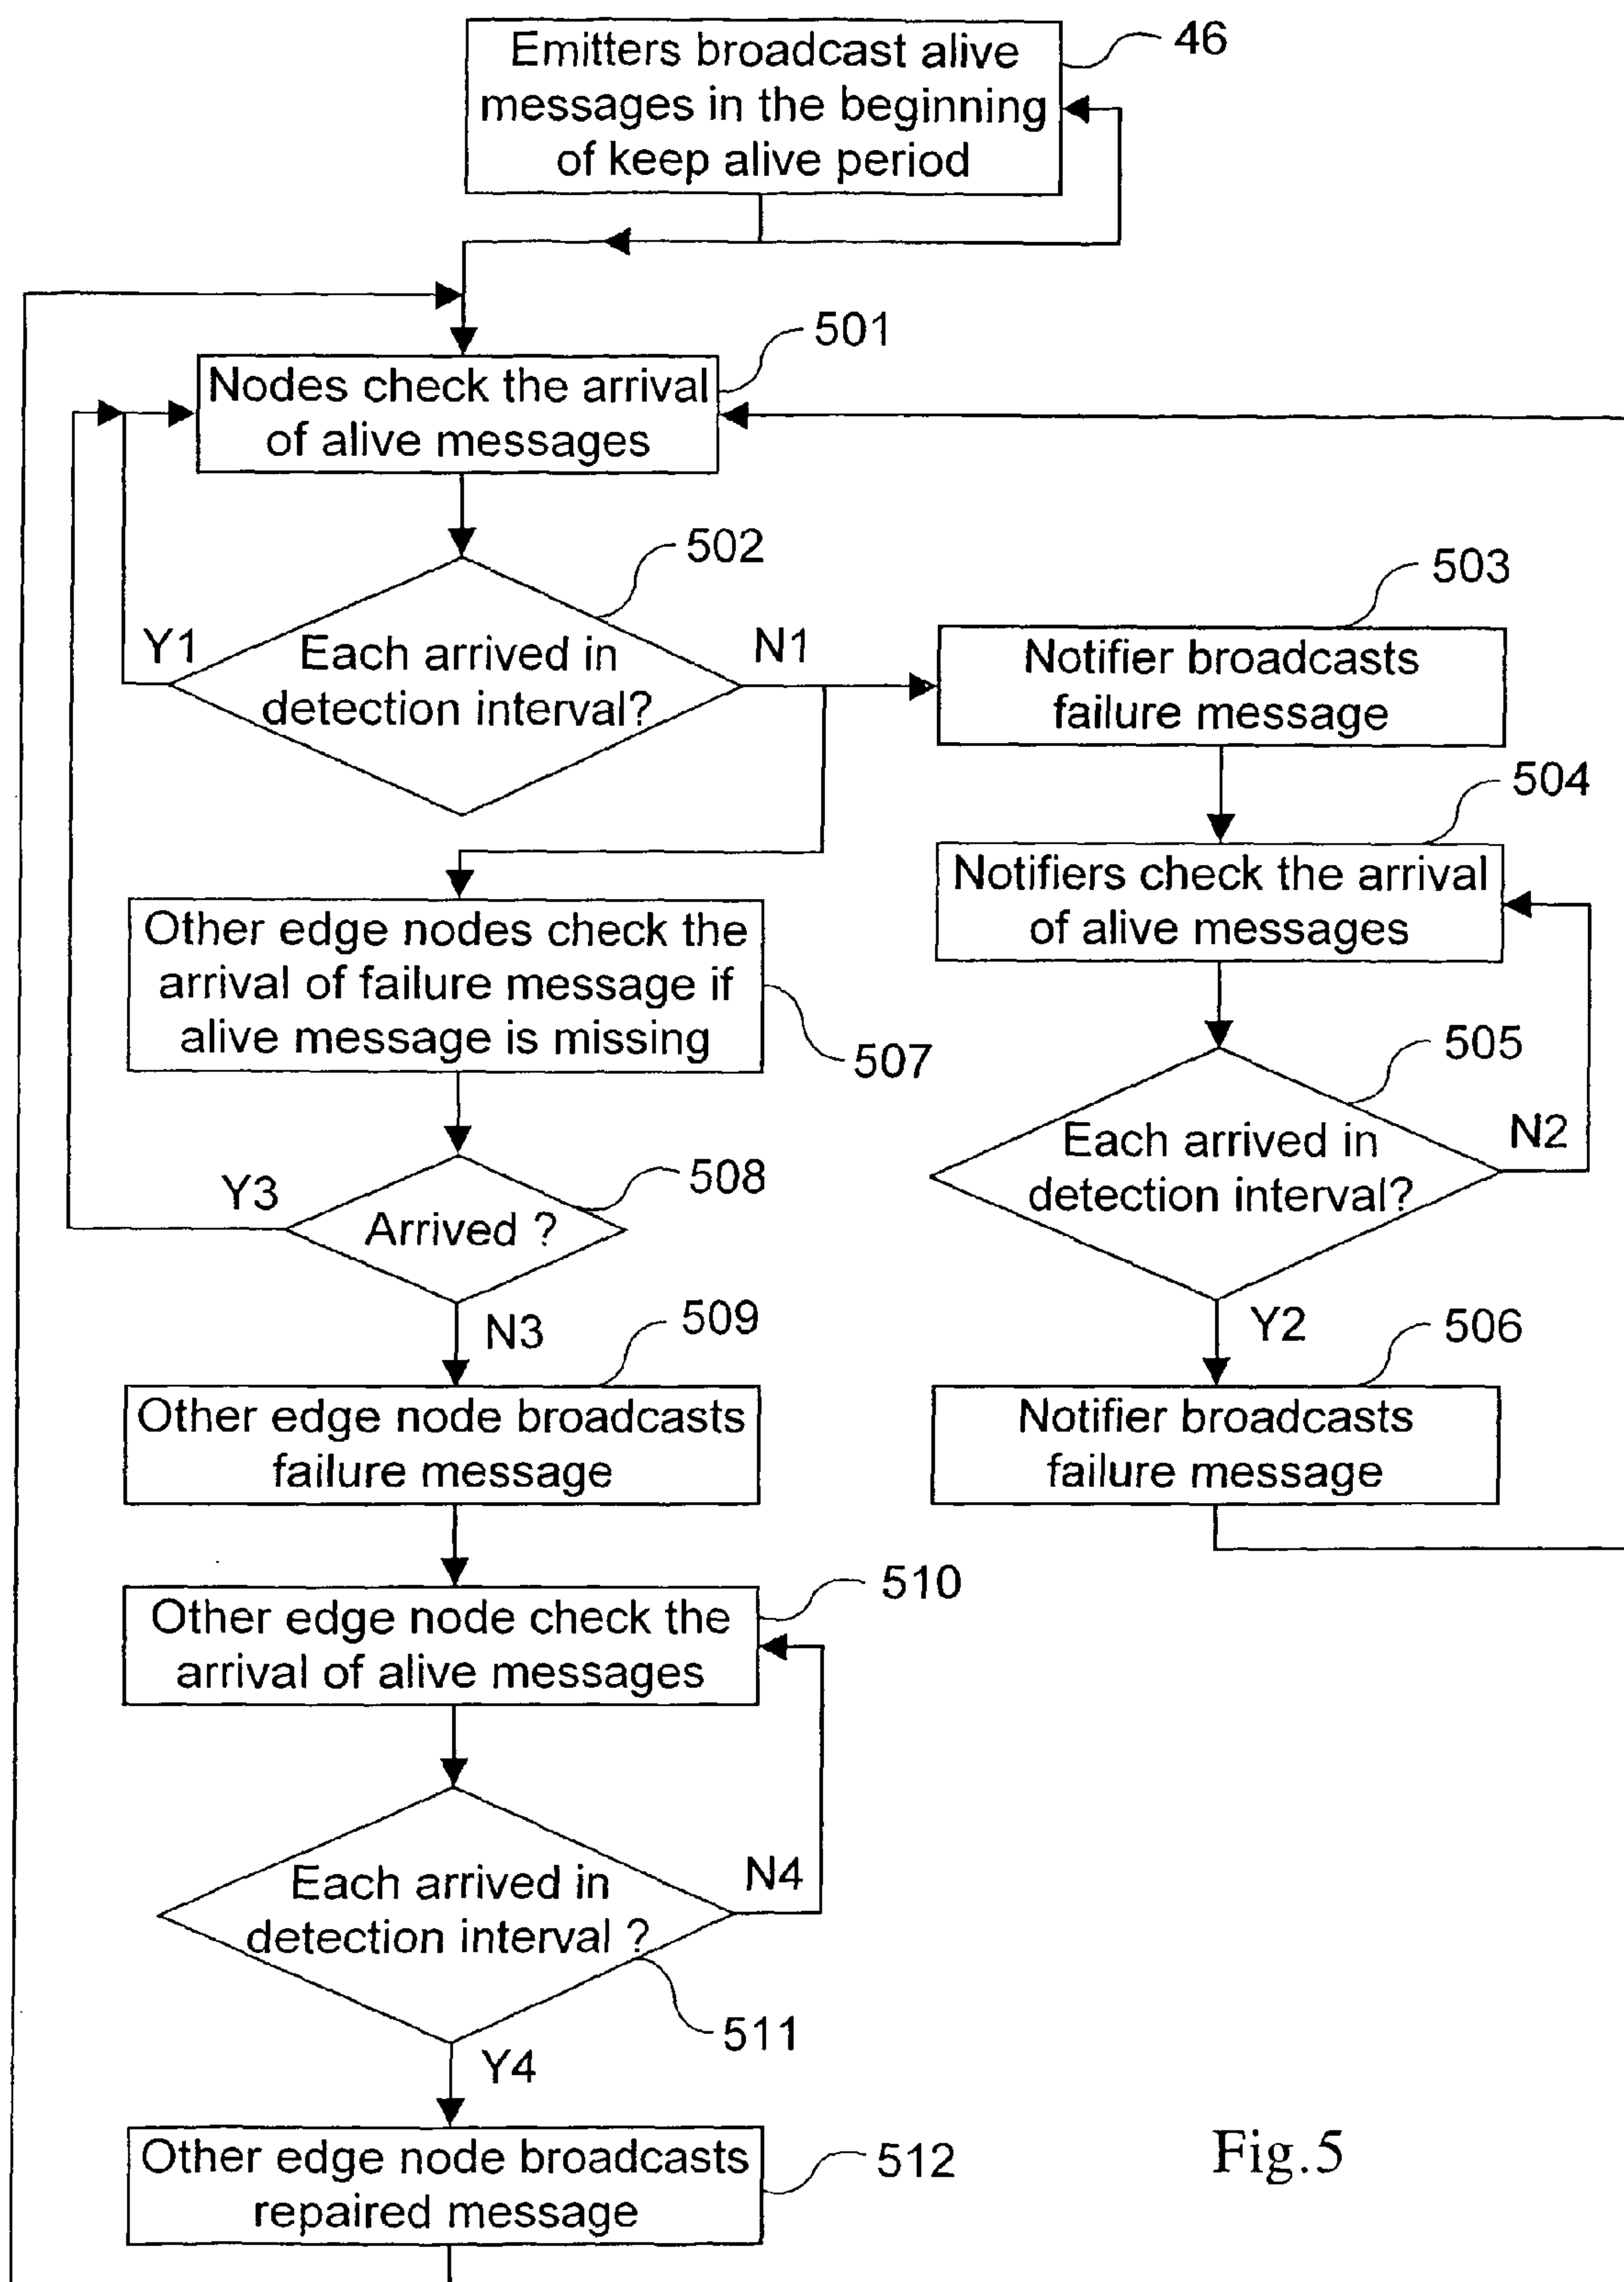 Emitters broadcast alive
messages in the beginning
of keep alive period
46
Nodes check the arrival
of alive messages
501
502
Each arrived in
detection interval?
Y1
N1
503
Notifier broadcasts
failure message
504
Notifiers check the arrival
of alive messages
505
Each arrived in
detection interval?
N2
Y2
506
Notifier broadcasts
failure message
Other edge nodes check the
arrival of failure message if
alive message is missing
507
508
Arrived ?
Y3
N3
509
Other edge node broadcasts
failure message
510
Other edge node check the
arrival of alive messages
Each arrived in
detection interval ?
N4
511
Y4
Other edge node broadcasts
repaired message
512
Fig.5